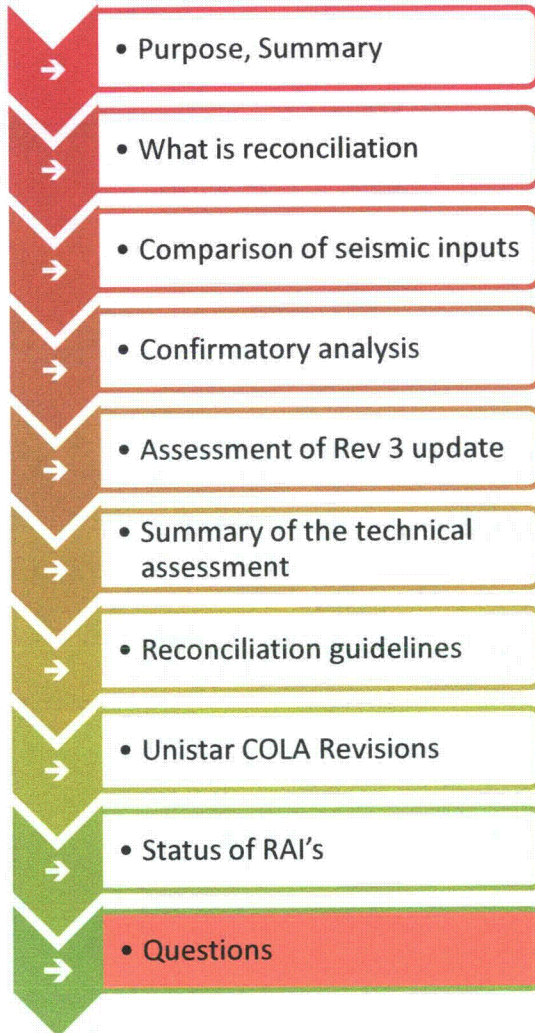 • Purpose, Summary
• What is reconciliation
• Comparison of seismic inputs
• Confirmatory analysis
• Assessment of Rev 3 update
• Summary of the technical
assessment
• Reconciliation guidelines
• Unistar COLA Revisions
• Status of RAI's
• Questions